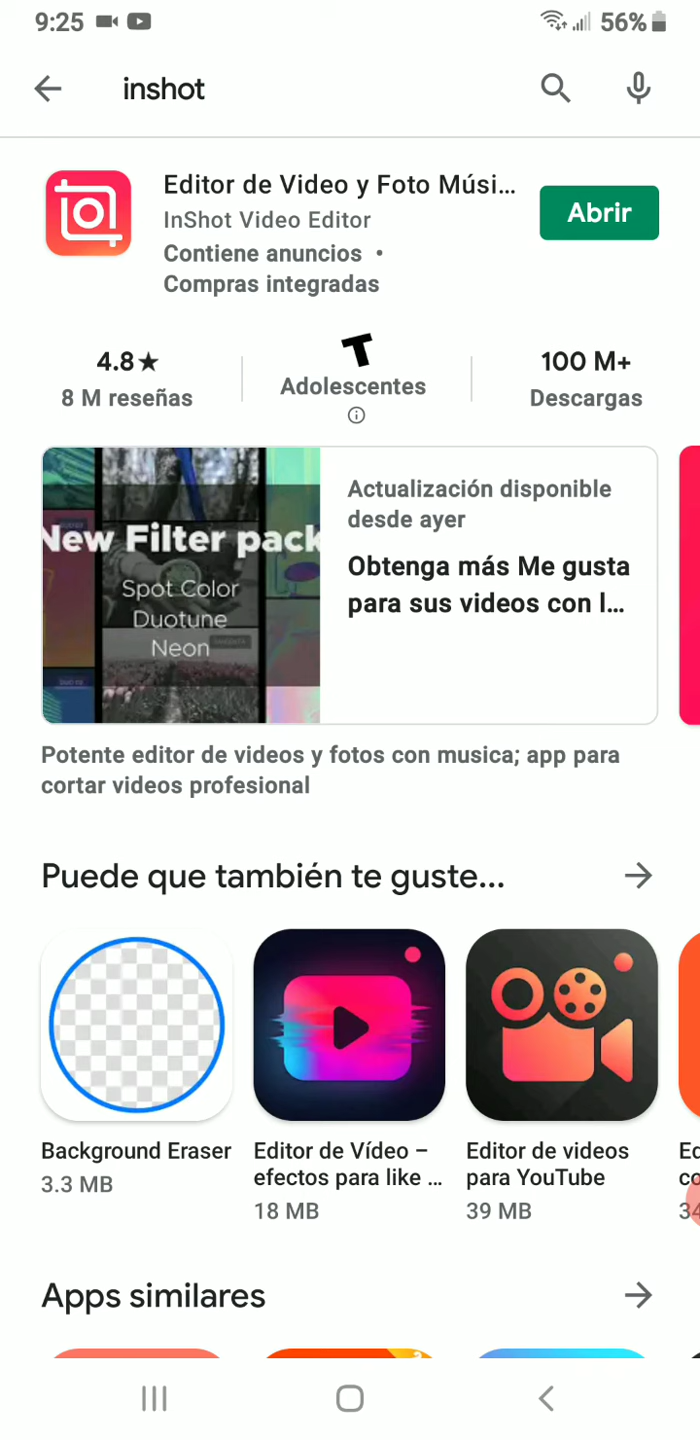 9:25 56%
inshot
Editor de Video y Foto Músi...
InShot Video Editor
Contiene anuncios •
Compras integradas
Abrir
4.8★
8 M reseñas
T
Adolescentes
100 M+
Descargas
New Filter pack
Spot Color
Duotune
Neon
Actualización disponible
desde ayer
Obtenga más Me gusta
para sus videos con l...
Potente editor de videos y fotos con musica; app para
cortar videos profesional
Puede que también te guste...
Background Eraser
3.3 MB
Editor de Vídeo –
efectos para like ...
18 MB
Editor de videos
para YouTube
39 MB
Ed
co
34
Apps similares